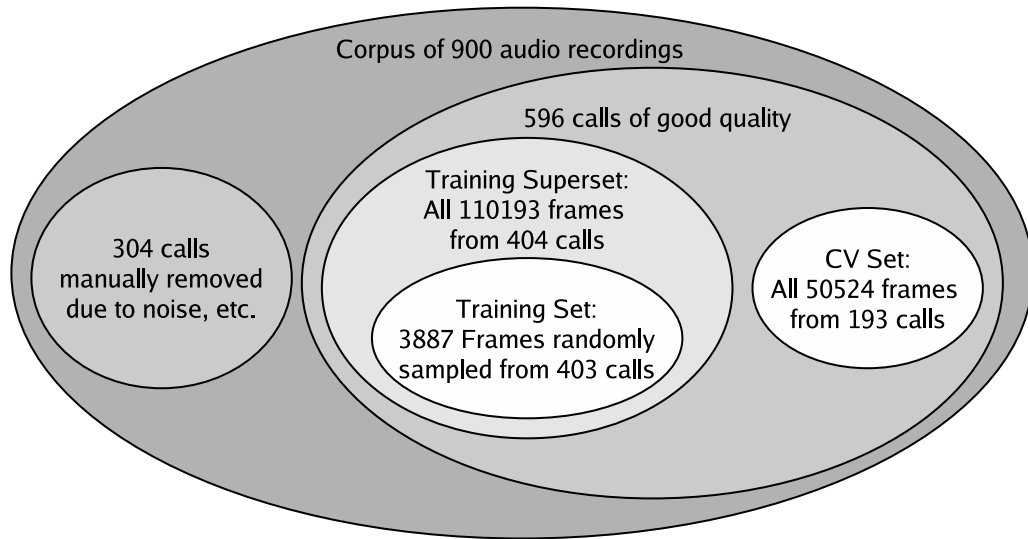 Corpus of 900 audio recordings
596 calls of good quality
Training Superset:
All 110193 frames
from 404 calls
304 calls
manually removed
due to noise, etc.
Training Set:
3887 Frames randomly
sampled from 403 calls
CV Set:
All 50524 frames
from 193 calls